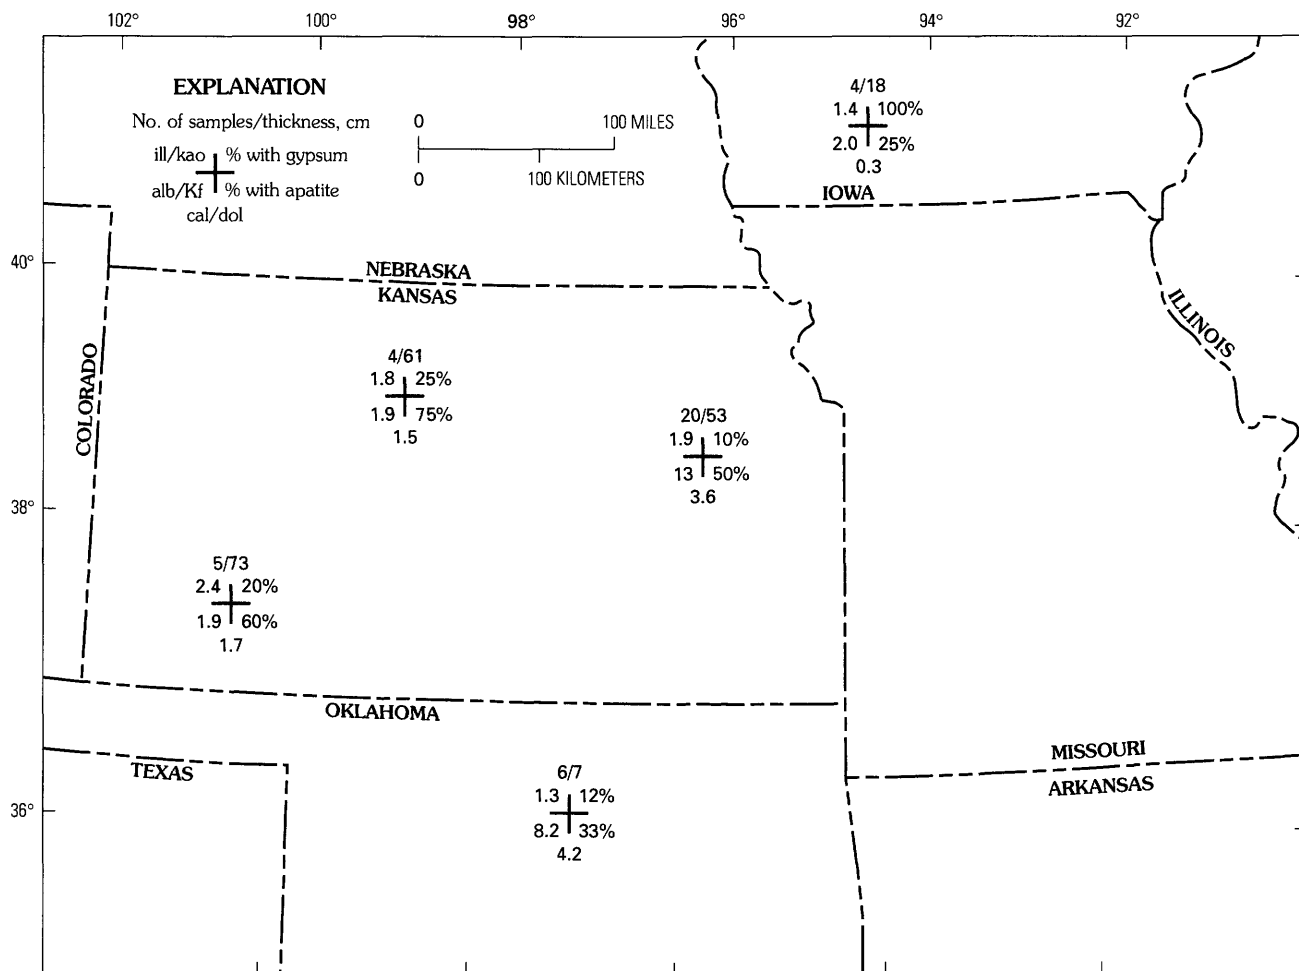 102° 100° 98° 96° 94° 92°
EXPLANATION
No. of samples/thickness, cm
ill/kao % with gypsum
alb/Kf % with apatite
cal/dol
0 100 MILES
0 100 KILOMETERS
4/18
1.4 100%
2.0 25%
0.3
IOWA
40°
NEBRASKA
KANSAS
ILLINOIS
COLORADO
4/61
1.8 25%
1.9 75%
1.5
20/53
1.9 10%
13 50%
3.6
38°
5/73
2.4 20%
1.9 60%
1.7
OKLAHOMA
TEXAS
MISSOURI
ARKANSAS
36°
6/7
1.3 12%
8.2 33%
4.2